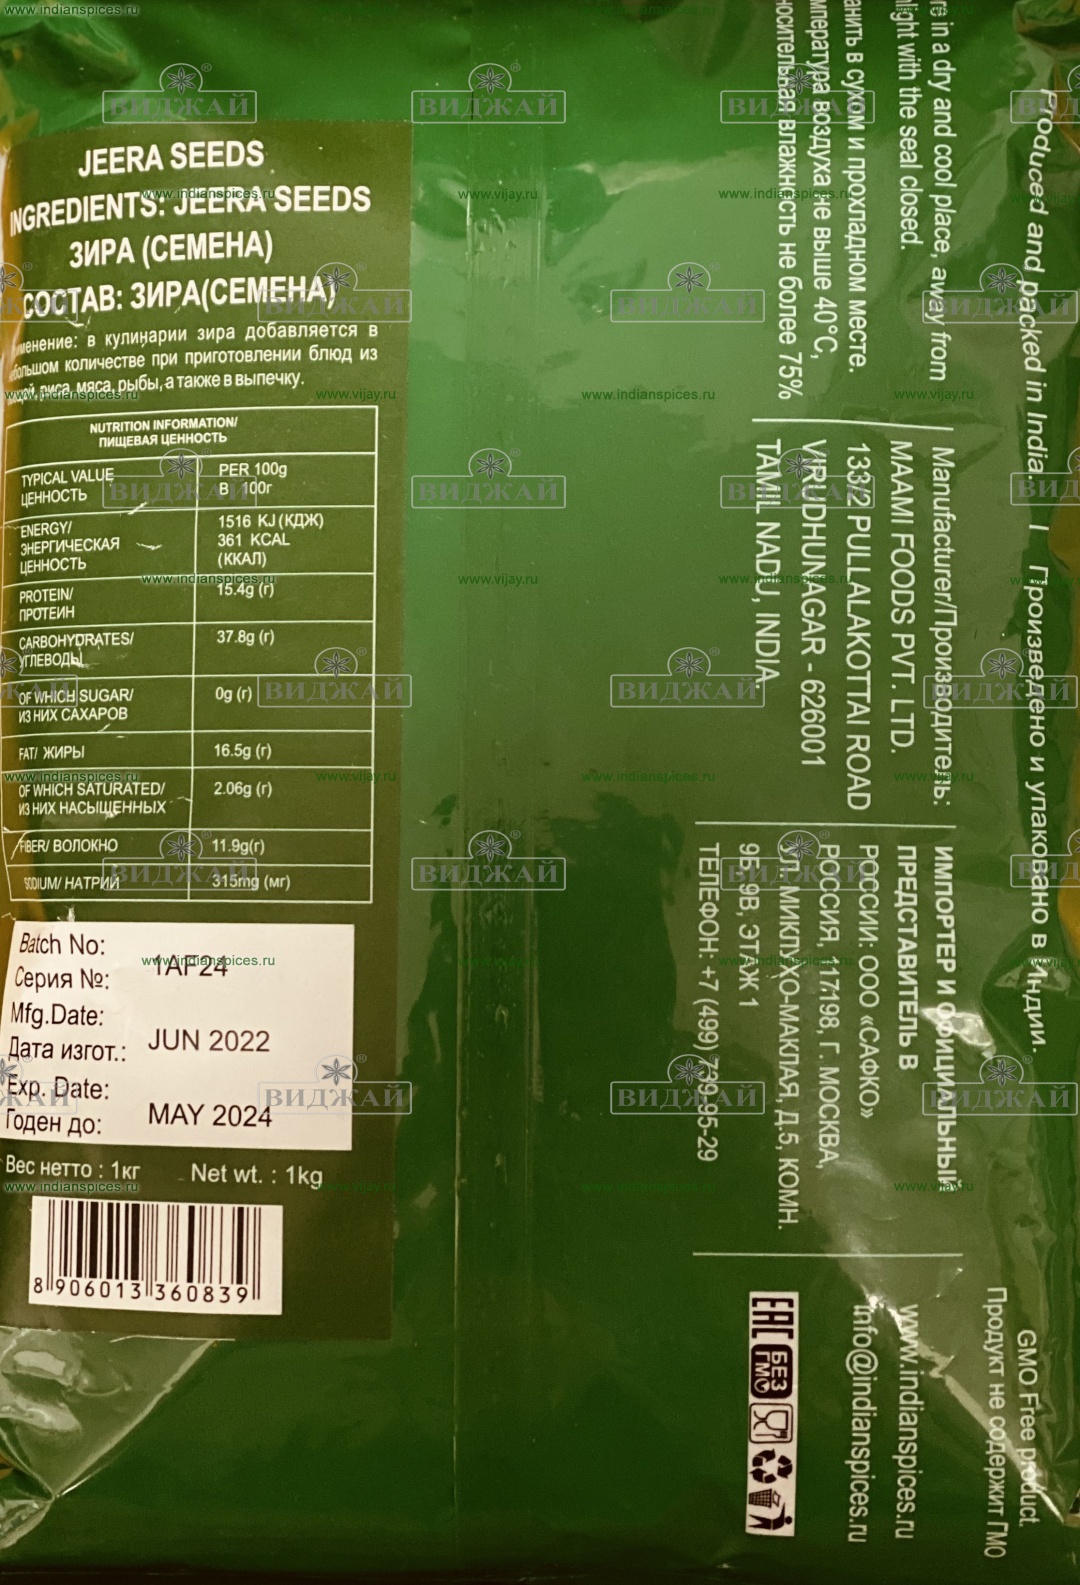 JEERA SEEDS
INGREDIENTS: JEERA SEEDS
ЗИРА (СЕМЕНА)
СОСТАВ: ЗИРА(СЕМЕНА)
в кулинарии зира добавляется в
количестве при приготовлении блюд из
риса, мяса, рыбы, а также в выпечку.
NUTRITION INFORMATION/
ПИЩЕВАЯ ЦЕННОСТЬ
TYPICAL VALUE PER 100g
ЦЕННОСТЬ В 100г
ENERGY/ 1516 KJ (КДЖ)
ЭНЕРГИЧЕСКАЯ 361 KCAL
ЦЕННОСТЬ (ККАЛ)
PROTEIN/ 15.4g (г)
ПРОТЕИН
CARBOHYDRATES/ 37.8g (г)
УГЛЕВОДЫ
OF WHICH SUGAR/ 0g (г)
ИЗ НИХ САХАРОВ
FAT/ ЖИРЫ 16.5g (г)
OF WHICH SATURATED/ 2.06g (г)
ИЗ НИХ НАСЫЩЕННЫХ
FIBER/ ВОЛОКНО 11.9g(г)
SODIUM/ НАТРИЙ 315mg (мг)
Batch No:
Серия №: 1AF24
Mfg.Date:
Дата изгот.: JUN 2022
Exp. Date:
Годен до: MAY 2024
Вес нетто : 1кг Net wt. : 1kg
8 906013 360839
Produced and packed in India. I Произведено и упаковано в Индии.
in a dry and cool place, away from
light with the seal closed.
в сухом и прохладном месте.
воздуха не выше 40°C,
влажность не более 75%
Manufacturer/Производитель:
MAAMI FOODS PVT. LTD.
133/2 PULLALAKOTTAI ROAD
VIRUDHUNAGAR - 626001
TAMIL NADU, INDIA.
ИМПОРТЕР И ОФИЦИАЛЬНЫЙ
ПРЕДСТАВИТЕЛЬ В
РОССИИ: ООО «САФКО»
РОССИЯ, 117198, Г. МОСКВА,
УЛ. МИКЛУХО-МАКЛАЯ, Д.5, КОМН.
9Б-9В, ЭТАЖ 1
ТЕЛЕФОН: +7 (499) 739-95-29
GMO Free product.
Продукт не содержит ГМО
www.indianspices.ru
info@indianspices.ru
EAC
БЕЗ
ГМО
ВИДЖАЙ
www.indianspices.ru
www.vijay.ru